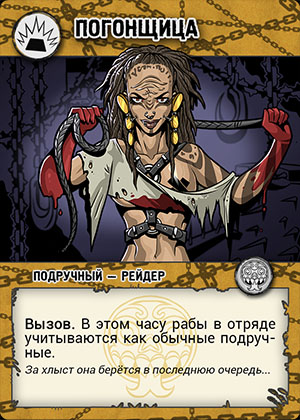 ПОГОНЩИЦА
ПОДРУЧНЫЙ — РЕЙДЕР
Вызов. В этом часу рабы в отряде
учитываются как обычные подруч-
ные.
За хлыст она берётся в последнюю очередь...